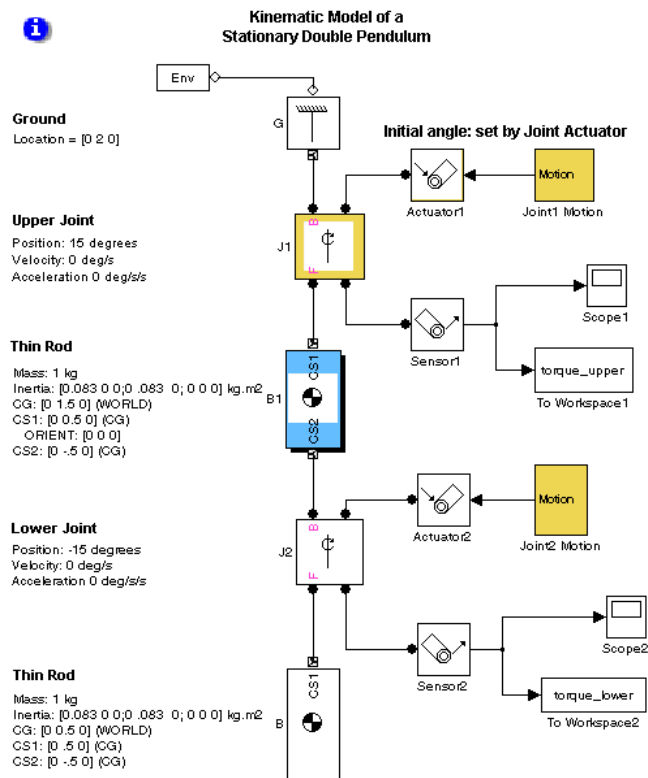 i
Kinematic Model of a
Stationary Double Pendulum
Env
Ground
Location = [0 2 0]
G
Initial angle: set by Joint Actuator
Motion
Actuator1
Joint1 Motion
Upper Joint
Position: 15 degrees
Velocity: 0 deg/s
Acceleration 0 deg/s/s
B
J1
F
Scope1
Sensor1
torque_upper
To Workspace1
Thin Rod
Mass: 1 kg
Inertia: [0.083 0 0;0 .083 0; 0 0 0] kg.m2
CG: [0 1.5 0] (WORLD)
CS1: [0 0.5 0] (CG)
ORIENT: [0 0 0]
CS2: [0 -.5 0] (CG)
CS1
B1
CS2
Motion
Actuator2
Joint2 Motion
Lower Joint
Position: -15 degrees
Velocity: 0 deg/s
Acceleration 0 deg/s/s
B
J2
F
Scope2
Sensor2
torque_lower
To Workspace2
Thin Rod
Mass: 1 kg
Inertia: [0.083 0 0;0 .083 0; 0 0 0] kg.m2
CG: [0 0.5 0] (WORLD)
CS1: [0 .5 0] (CG)
CS2: [0 -.5 0] (CG)
CS1
B